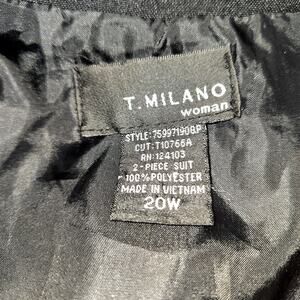 T. MILANO
woman
STYLE: 75997190BP
CUT: T10766A
RN: 124103
2-PIECE SUIT
100% POLYESTER
MADE IN VIETNAM
20W